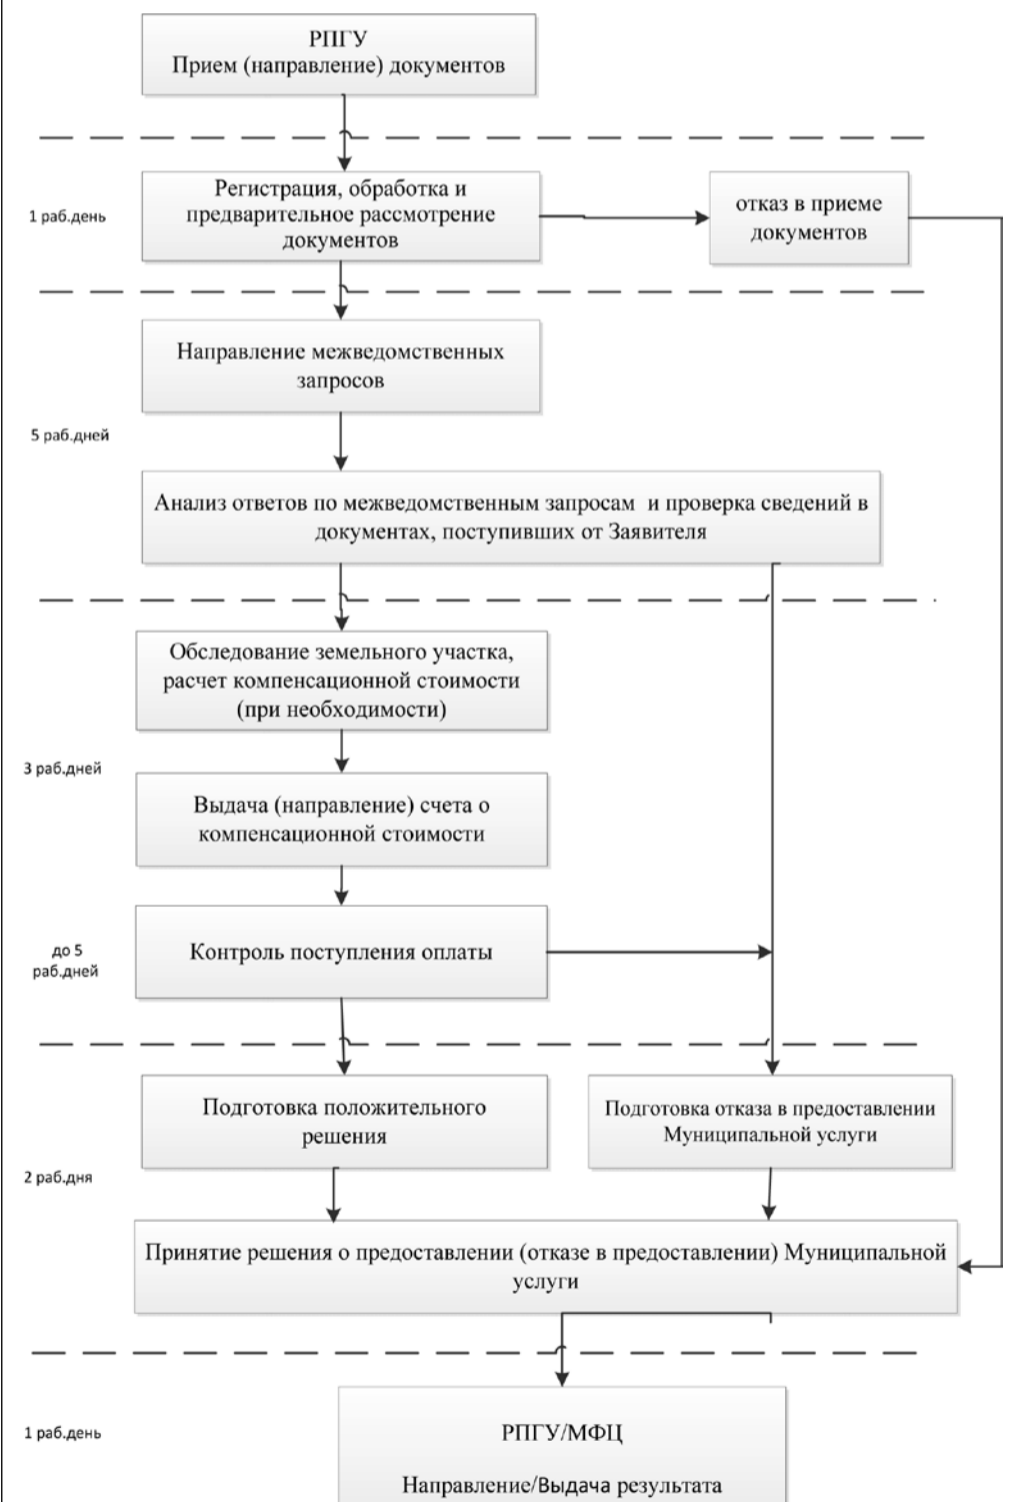 РПГУ
Прием (направление) документов
1 раб.день
Регистрация, обработка и
предварительное рассмотрение
документов
отказ в приеме
документов
Направление межведомственных
запросов
5 раб.дней
Анализ ответов по межведомственным запросам и проверка сведений в
документах, поступивших от Заявителя
Обследование земельного участка,
расчет компенсационной стоимости
(при необходимости)
3 раб.дней
Выдача (направление) счета о
компенсационной стоимости
до 5
раб.дней
Контроль поступления оплаты
Подготовка положительного
решения
Подготовка отказа в предоставлении
Муниципальной услуги
2 раб.дня
Принятие решения о предоставлении (отказе в предоставлении) Муниципальной
услуги
1 раб.день
РПГУ/МФЦ
Направление/Выдача результата